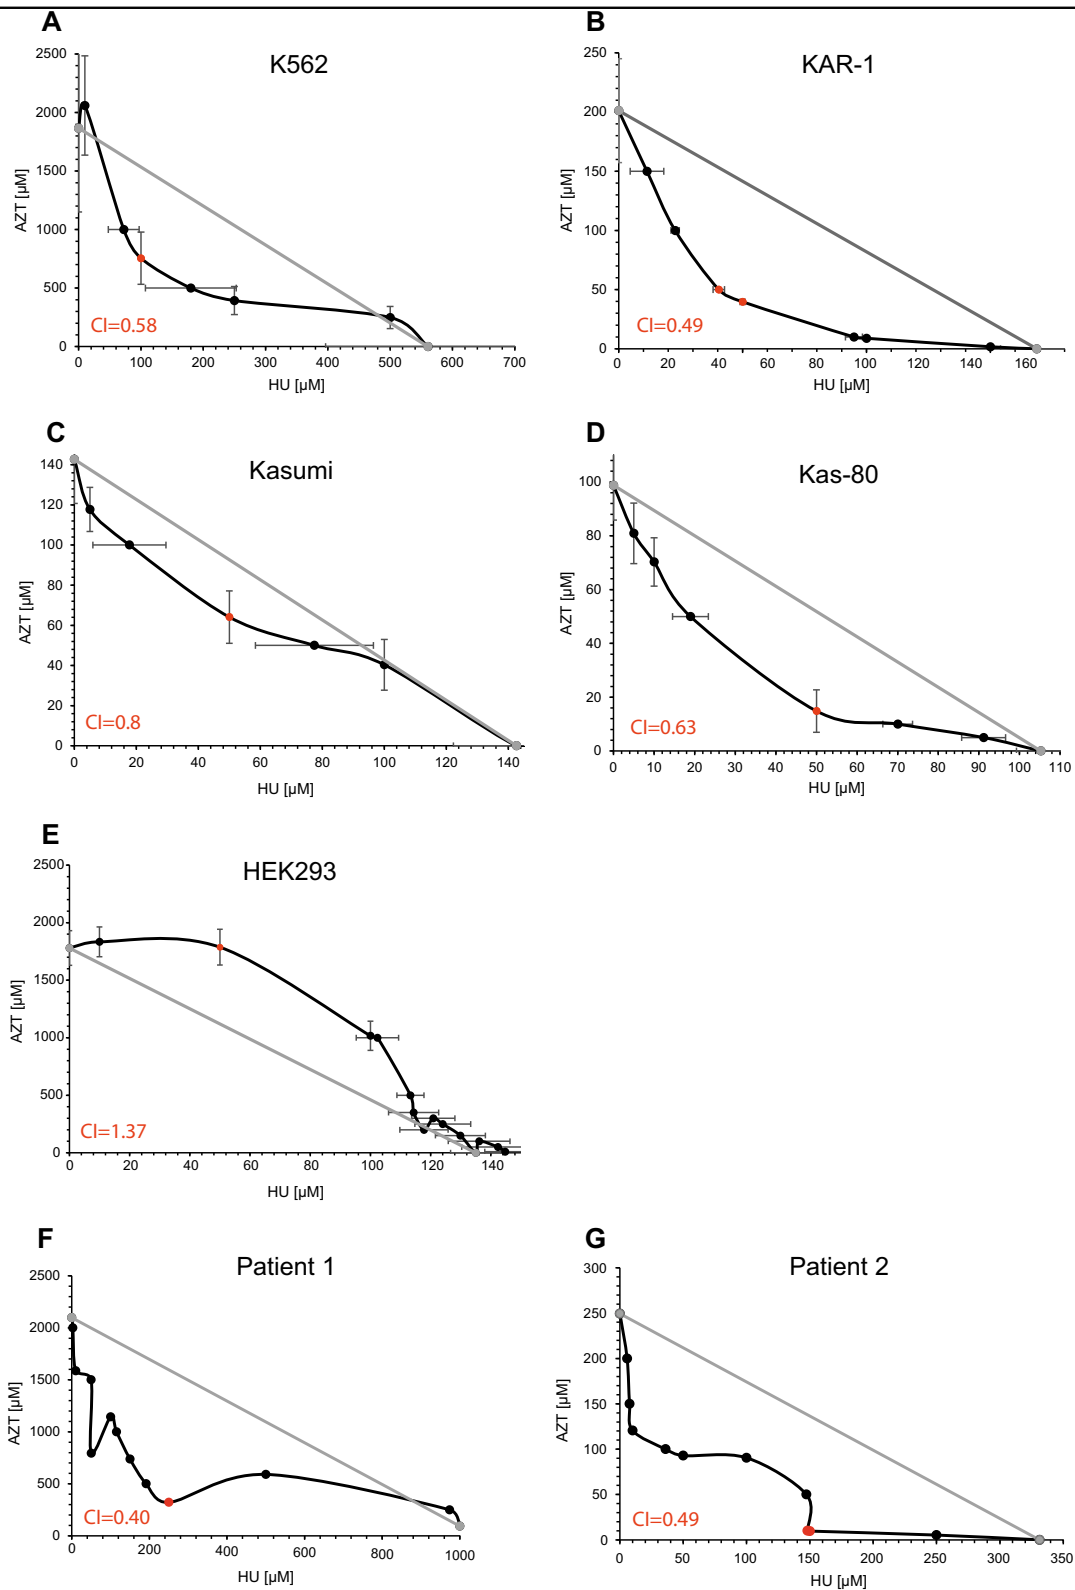 A
K562
2500
2000
1500
1000
500
0
AZT [µM]
CI=0.58
0 100 200 300 400 500 600 700
HU [µM]
B
KAR-1
250
200
150
100
50
0
AZT [µM]
CI=0.49
0 20 40 60 80 100 120 140 160
HU [µM]
C
Kasumi
140
120
100
80
60
40
20
0
AZT [µM]
CI=0.8
0 20 40 60 80 100 120 140
HU [µM]
D
Kas-80
100
80
60
40
20
0
AZT [µM]
CI=0.63
0 10 20 30 40 50 60 70 80 90 100 110
HU [µM]
E
HEK293
2500
2000
1500
1000
500
0
AZT [µM]
CI=1.37
0 20 40 60 80 100 120 140
HU [µM]
F
Patient 1
2500
2000
1500
1000
500
0
AZT [µM]
CI=0.40
0 200 400 600 800 1000
HU [µM]
G
Patient 2
300
250
200
150
100
50
0
AZT [µM]
CI=0.49
0 50 100 150 200 250 300 350
HU [µM]